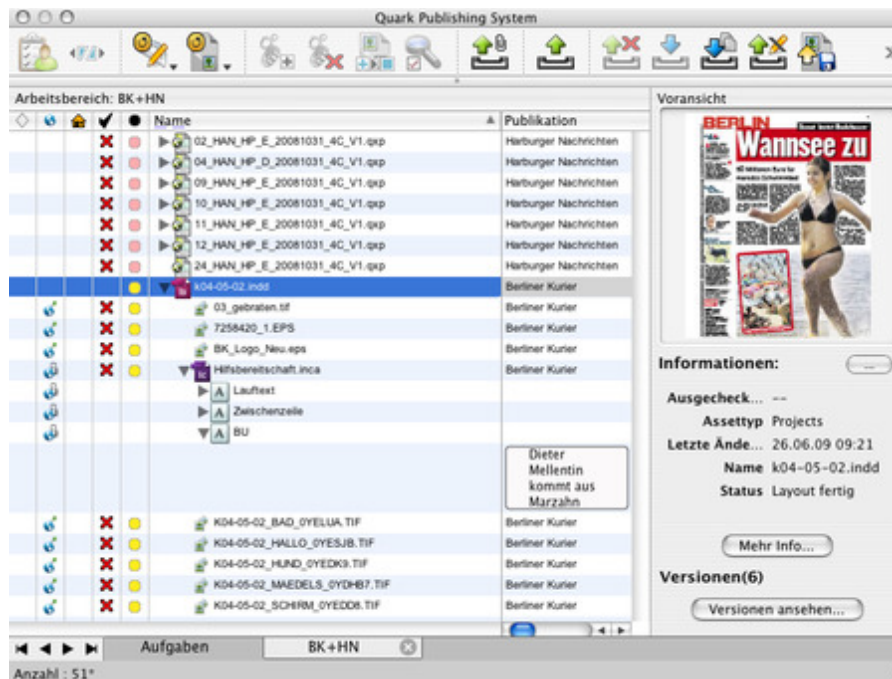 Quark Publishing System
Arbeitsbereich: BK+HN
Name Publikation
02_HAN_HP_E_20081031_4C_V1.qxp Harburger Nachrichten
04_HAN_HP_D_20081031_4C_V1.qxp Harburger Nachrichten
09_HAN_HP_E_20081031_4C_V1.qxp Harburger Nachrichten
10_HAN_HP_E_20081031_4C_V1.qxp Harburger Nachrichten
11_HAN_HP_E_20081031_4C_V1.qxp Harburger Nachrichten
12_HAN_HP_E_20081031_4C_V1.qxp Harburger Nachrichten
24_HAN_HP_E_20081031_4C_V1.qxp Harburger Nachrichten
k04-05-02.indd Berliner Kurier
03_gebraten.tif Berliner Kurier
7258420_1.EPS Berliner Kurier
BK_Logo_Neu.eps Berliner Kurier
Hilfsbereitschaft.inca Berliner Kurier
A Lauftext
A Zwischenzeile
A BU
Dieter
Mellentin
kommt aus
Marzahn
K04-05-02_BAD_0YELUA.TIF Berliner Kurier
K04-05-02_HALLO_0YESJB.TIF Berliner Kurier
K04-05-02_HUND_0YEDK9.TIF Berliner Kurier
K04-05-02_MAEDELS_0YDHB7.TIF Berliner Kurier
K04-05-02_SCHIRM_0YEDD8.TIF Berliner Kurier
Aufgaben BK+HN
Anzahl : 51*
Voransicht
BERLIN
Wannsee zu
Informationen: ...
Ausgecheck... --
Assettyp Projects
Letzte Ände... 26.06.09 09:21
Name k04-05-02.indd
Status Layout fertig
Mehr Info...
Versionen(6)
Versionen ansehen...